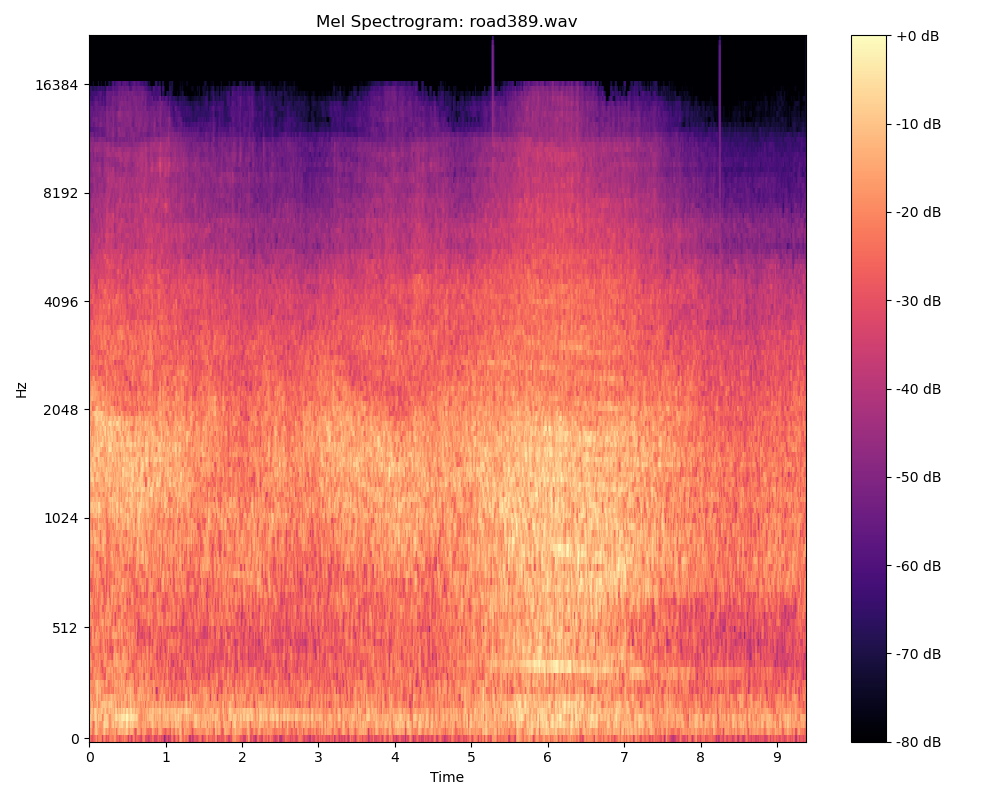 Mel Spectrogram: road389.wav
Hz
16384
8192
4096
2048
1024
512
0
0 1 2 3 4 5 6 7 8 9
Time
+0 dB
-10 dB
-20 dB
-30 dB
-40 dB
-50 dB
-60 dB
-70 dB
-80 dB